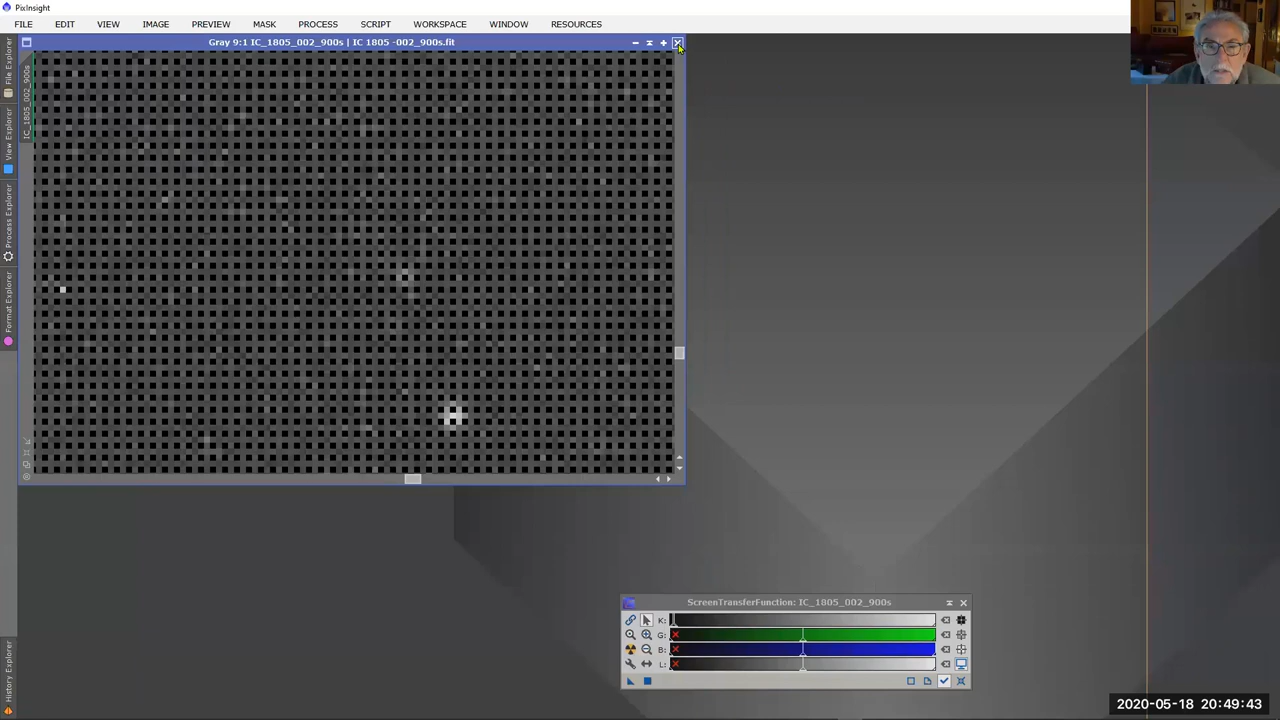 PixInsight
FILE EDIT VIEW IMAGE PREVIEW MASK PROCESS SCRIPT WORKSPACE WINDOW RESOURCES
Gray 9:1 IC_1805_002_900s | IC 1805 -002_900s.fit
IC_1805_002_900s
File Explorer
View Explorer
Process Explorer
Format Explorer
History Explorer
ScreenTransferFunction: IC_1805_002_900s
K:
G:
B:
L:
2020-05-18 20:49:43